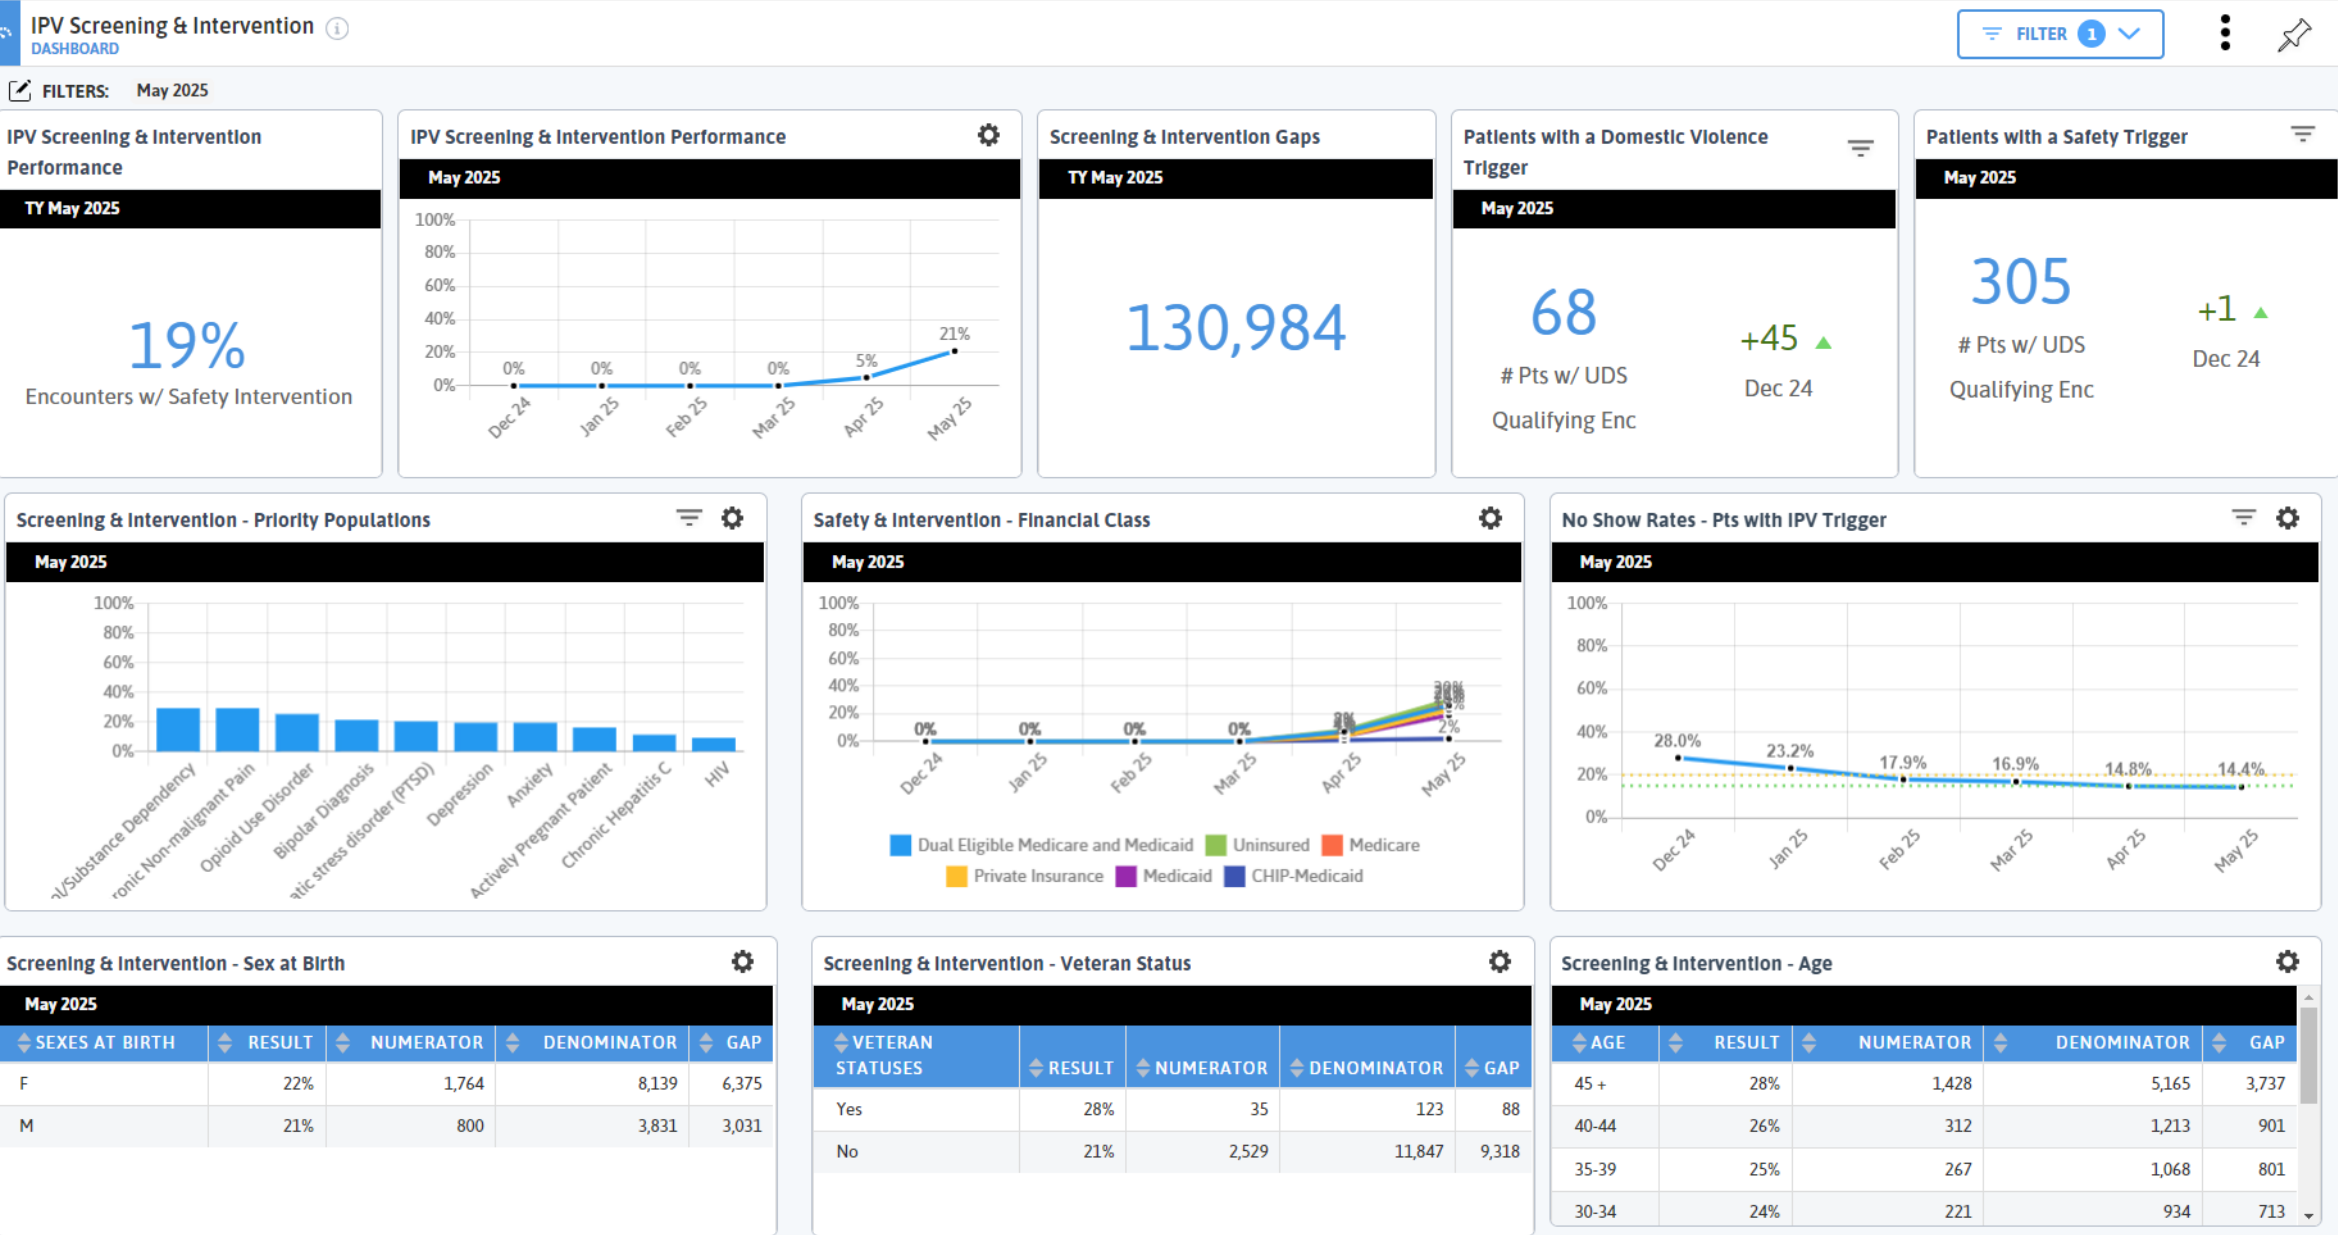 IPV Screening & Intervention
DASHBOARD
FILTER 1
FILTERS: May 2025
IPV Screening & Intervention
Performance
TY May 2025
19%
Encounters w/ Safety Intervention
IPV Screening & Intervention Performance
May 2025
100%
80%
60%
40%
20%
0%
0% 0% 0% 0% 5% 21%
Dec 24 Jan 25 Feb 25 Mar 25 Apr 25 May 25
Screening & Intervention Gaps
TY May 2025
130,984
Patients with a Domestic Violence
Trigger
May 2025
68
# Pts w/ UDS
Qualifying Enc
+45
Dec 24
Patients with a Safety Trigger
May 2025
305
# Pts w/ UDS
Qualifying Enc
+1
Dec 24
Screening & Intervention - Priority Populations
May 2025
100%
80%
60%
40%
20%
0%
ol/Substance Dependency
ronic Non-malignant Pain
Opioid Use Disorder
Bipolar Diagnosis
atic stress disorder (PTSD)
Depression
Anxiety
Actively Pregnant Patient
Chronic Hepatitis C
HIV
Safety & Intervention - Financial Class
May 2025
100%
80%
60%
40%
20%
0%
0% 0% 0% 0%
2%
Dec 24 Jan 25 Feb 25 Mar 25 Apr 25 May 25
Dual Eligible Medicare and Medicaid Uninsured Medicare
Private Insurance Medicaid CHIP-Medicaid
No Show Rates - Pts with IPV Trigger
May 2025
100%
80%
60%
40%
20%
0%
28.0% 23.2% 17.9% 16.9% 14.8% 14.4%
Dec 24 Jan 25 Feb 25 Mar 25 Apr 25 May 25
Screening & Intervention - Sex at Birth
May 2025
SEXES AT BIRTH RESULT NUMERATOR DENOMINATOR GAP
F 22% 1,764 8,139 6,375
M 21% 800 3,831 3,031
Screening & Intervention - Veteran Status
May 2025
VETERAN
STATUSES RESULT NUMERATOR DENOMINATOR GAP
Yes 28% 35 123 88
No 21% 2,529 11,847 9,318
Screening & Intervention - Age
May 2025
AGE RESULT NUMERATOR DENOMINATOR GAP
45 + 28% 1,428 5,165 3,737
40-44 26% 312 1,213 901
35-39 25% 267 1,068 801
30-34 24% 221 934 713